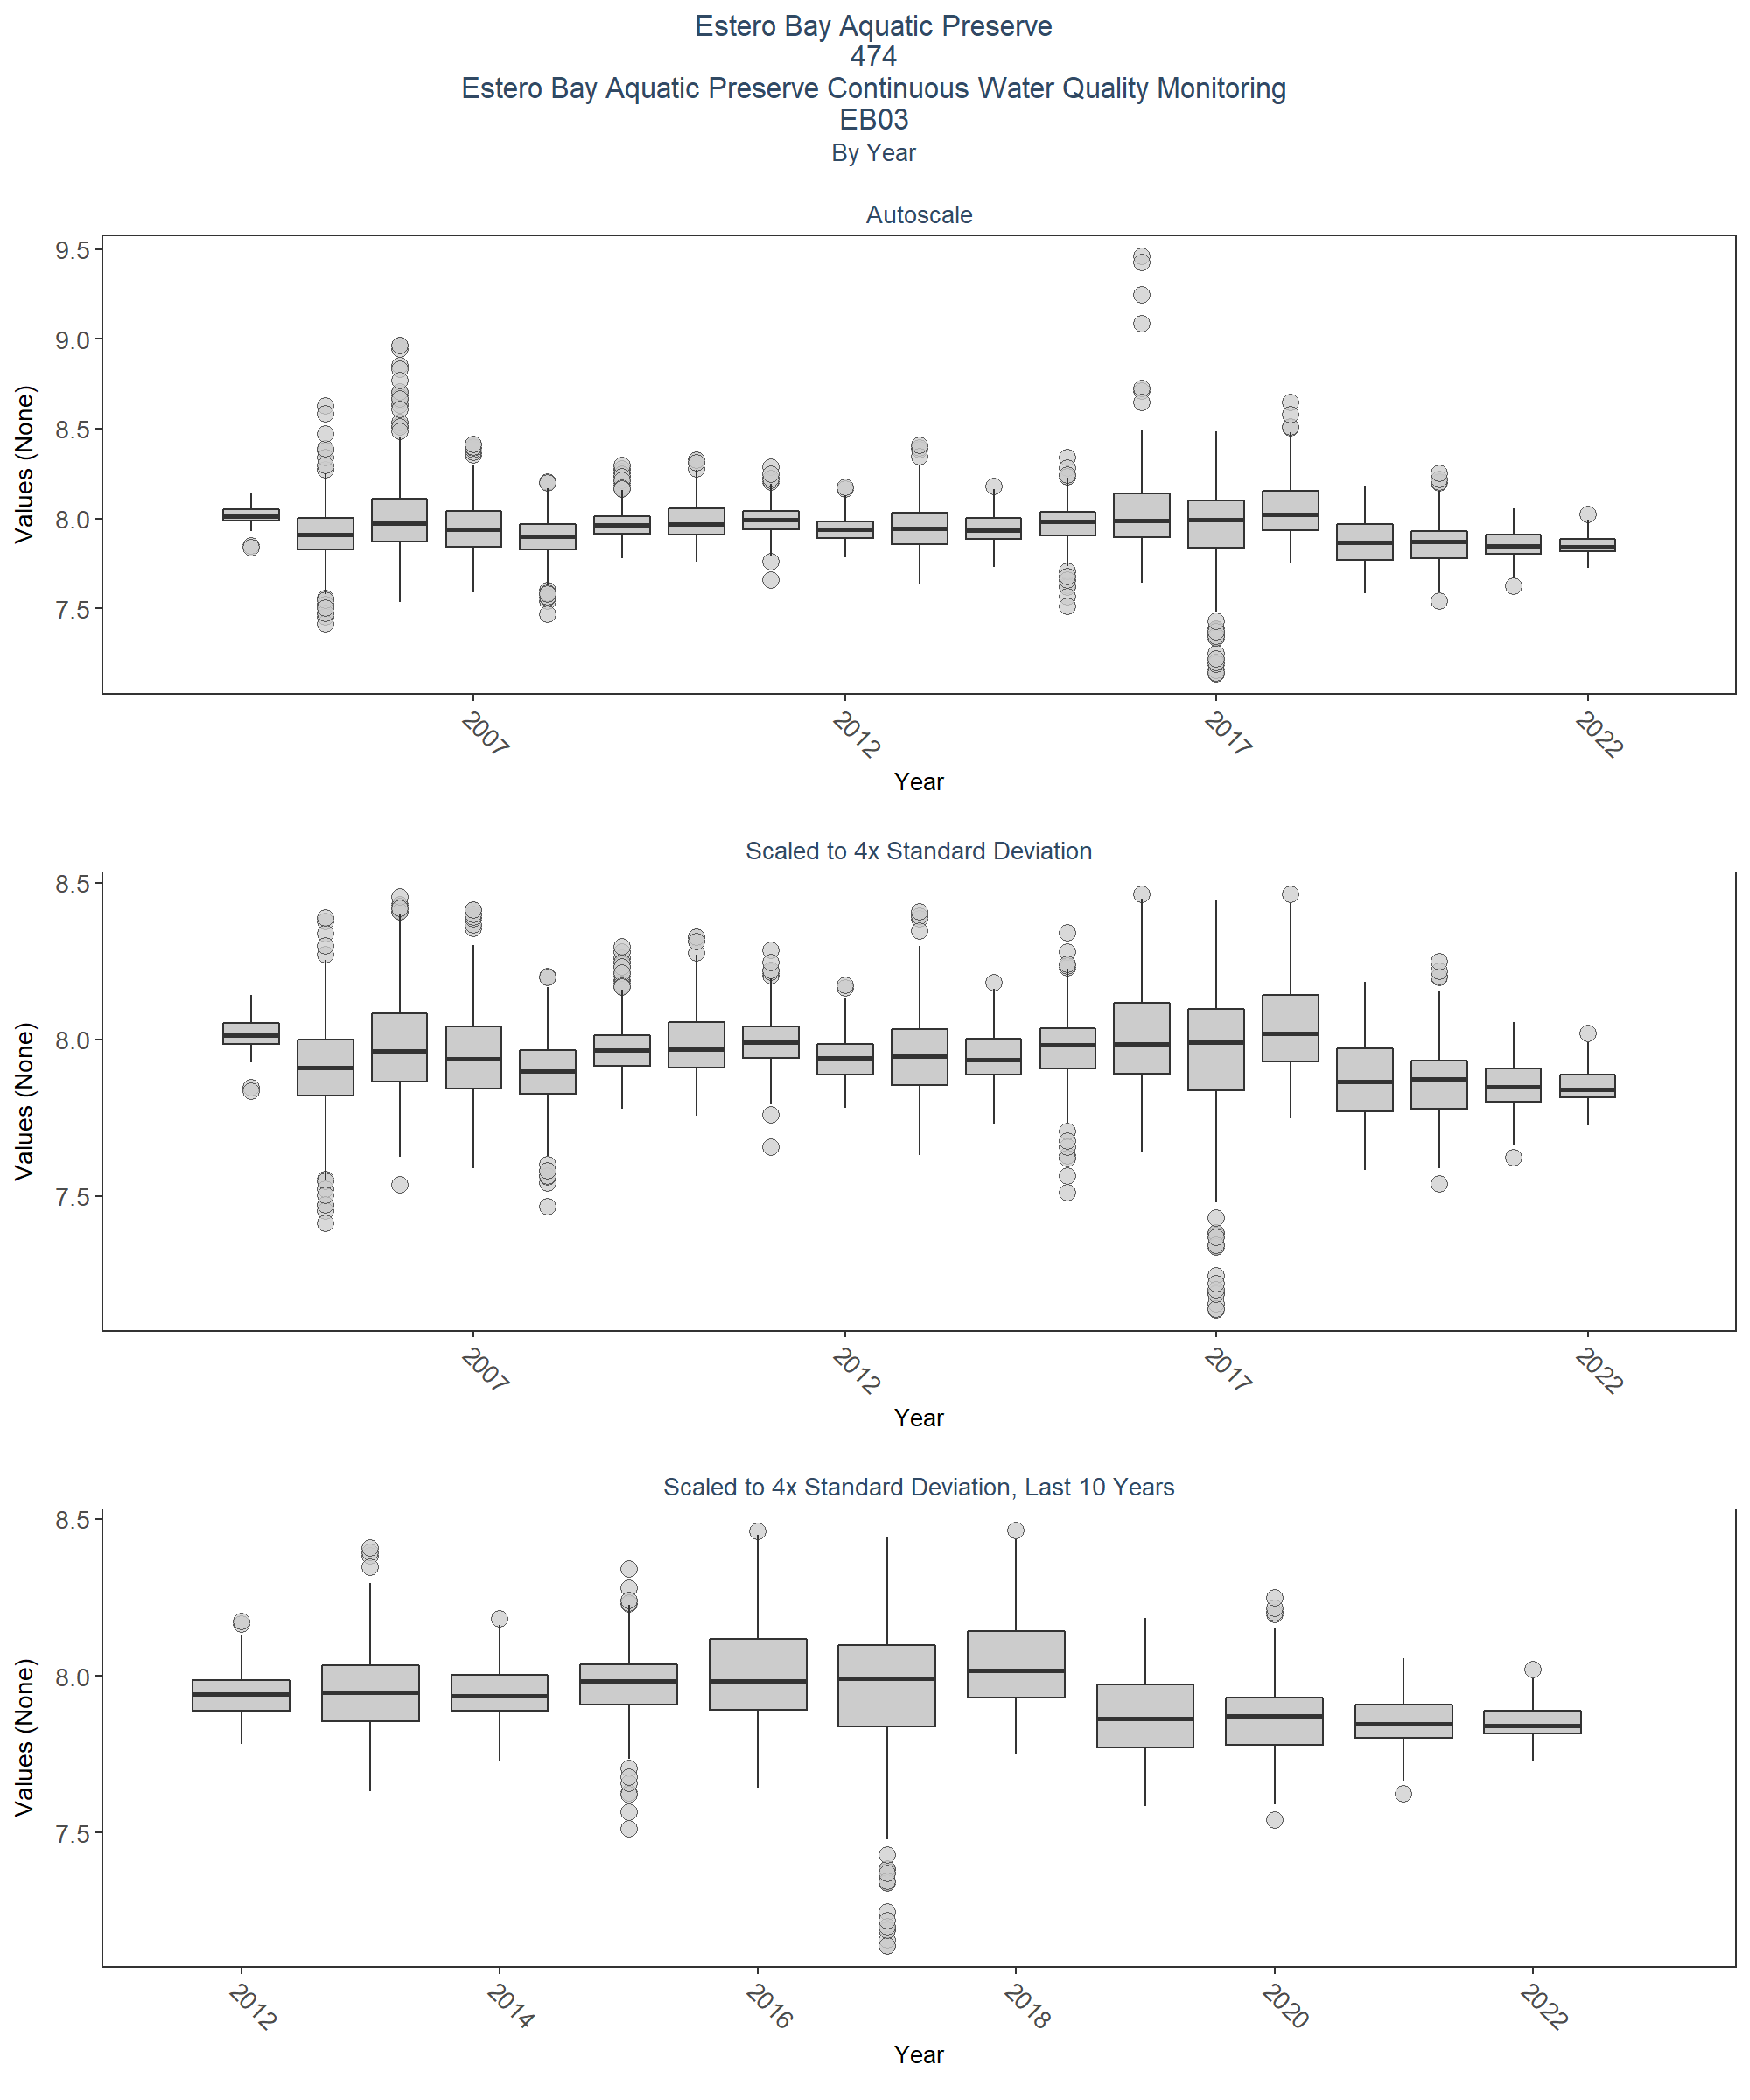 Estero Bay Aquatic Preserve
474
Estero Bay Aquatic Preserve Continuous Water Quality Monitoring
EB03
By Year
Autoscale
Values (None)
9.5
9.0
8.5
8.0
7.5
2007 2012 2017 2022
Year
Scaled to 4x Standard Deviation
Values (None)
8.5
8.0
7.5
2007 2012 2017 2022
Year
Scaled to 4x Standard Deviation, Last 10 Years
Values (None)
8.5
8.0
7.5
2012 2014 2016 2018 2020 2022
Year